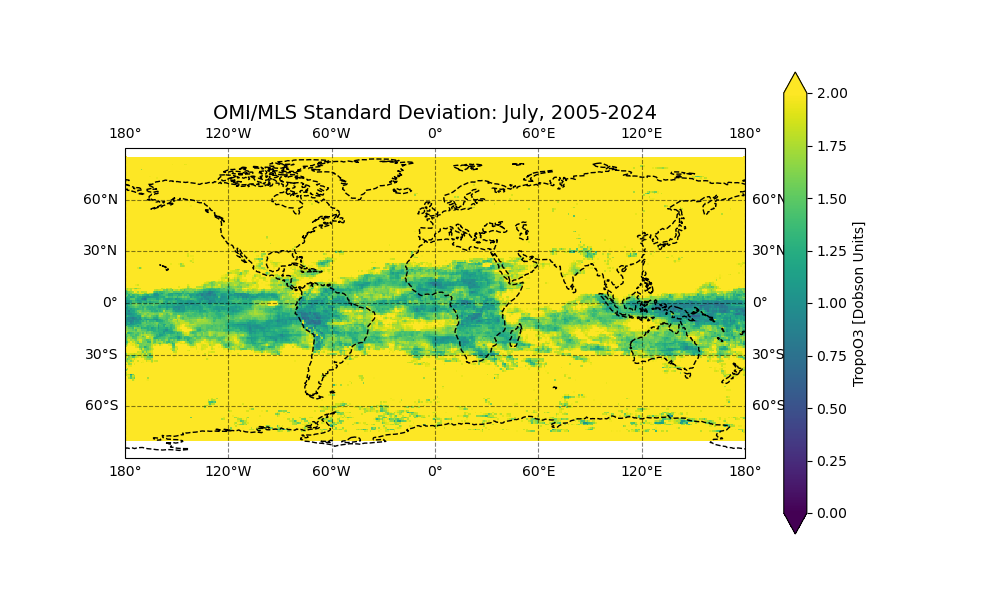 OMI/MLS Standard Deviation: July, 2005-2024
180° 120°W 60°W 0° 60°E 120°E 180°
60°N 60°N
30°N 30°N
0° 0°
30°S 30°S
60°S 60°S
180° 120°W 60°W 0° 60°E 120°E 180°
2.00
1.75
1.50
1.25
1.00
0.75
0.50
0.25
0.00
TropoO3 [Dobson Units]